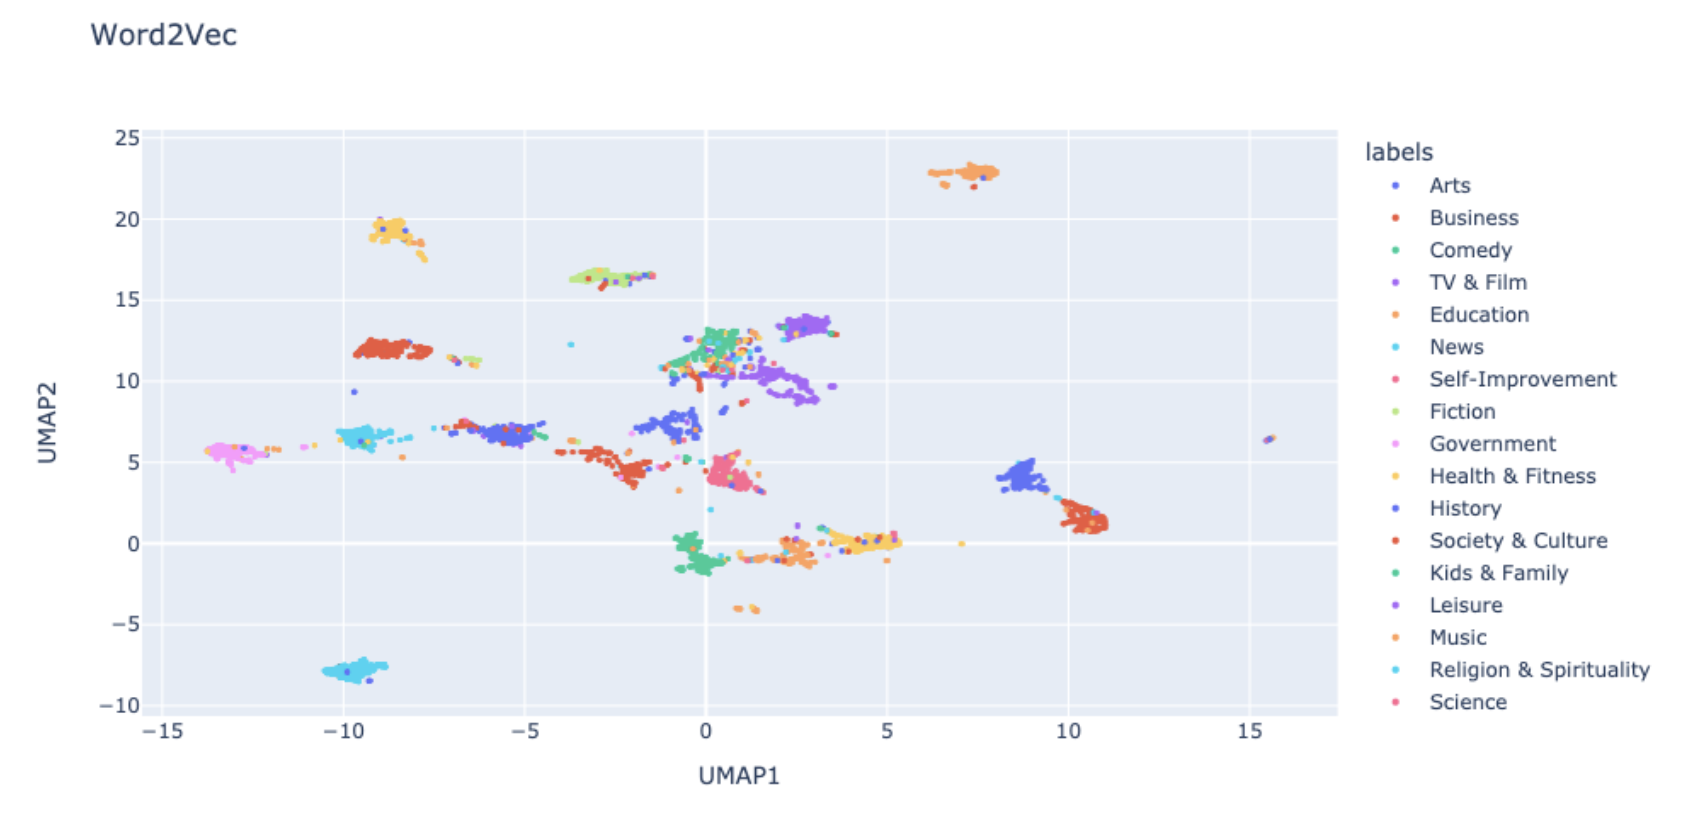 Word2Vec
25
20
15
10
5
0
−5
−10
UMAP2
−15
−10
−5
0
5
10
15
UMAP1
labels
Arts
Business
Comedy
TV & Film
Education
News
Self-Improvement
Fiction
Government
Health & Fitness
History
Society & Culture
Kids & Family
Leisure
Music
Religion & Spirituality
Science